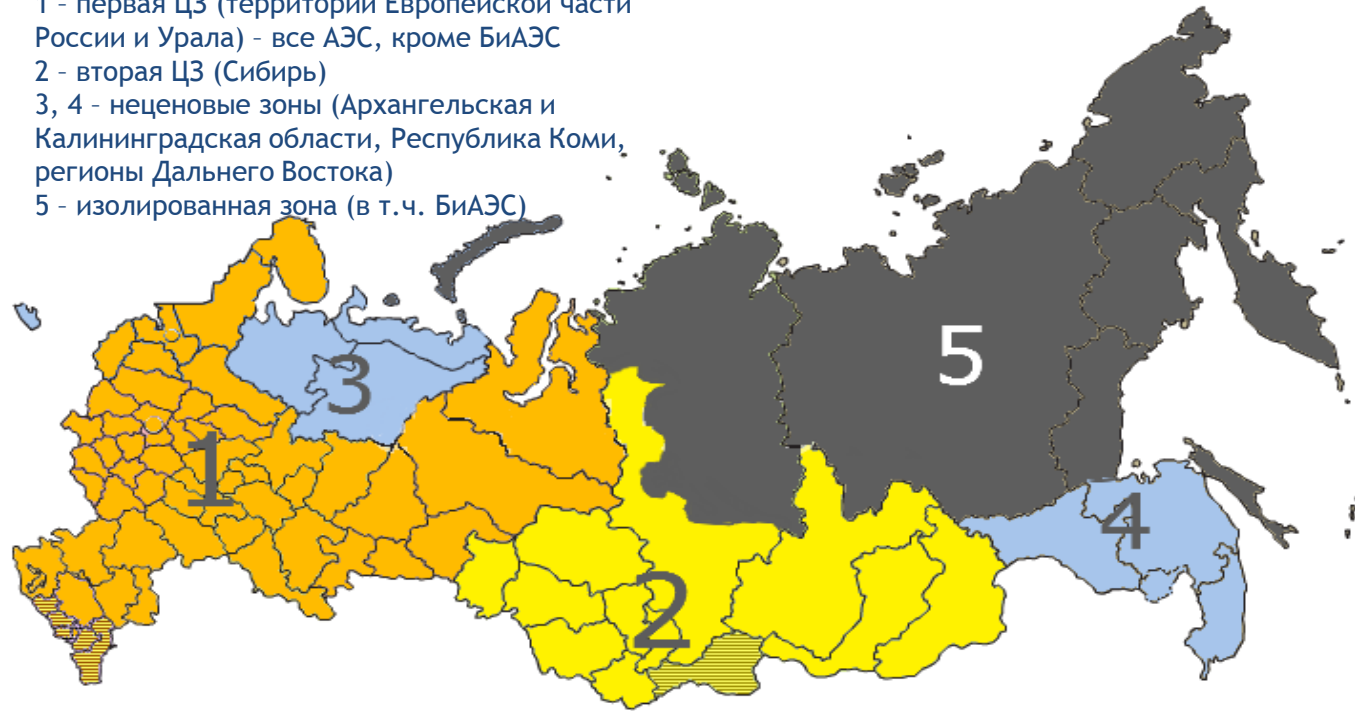 1 – первая ЦЗ (территории Европейской части
России и Урала) – все АЭС, кроме БиАЭС
2 – вторая ЦЗ (Сибирь)
3, 4 – неценовые зоны (Архангельская и
Калининградская области, Республика Коми,
регионы Дальнего Востока)
5 – изолированная зона (в т.ч. БиАЭС)
3
5
1
4
2